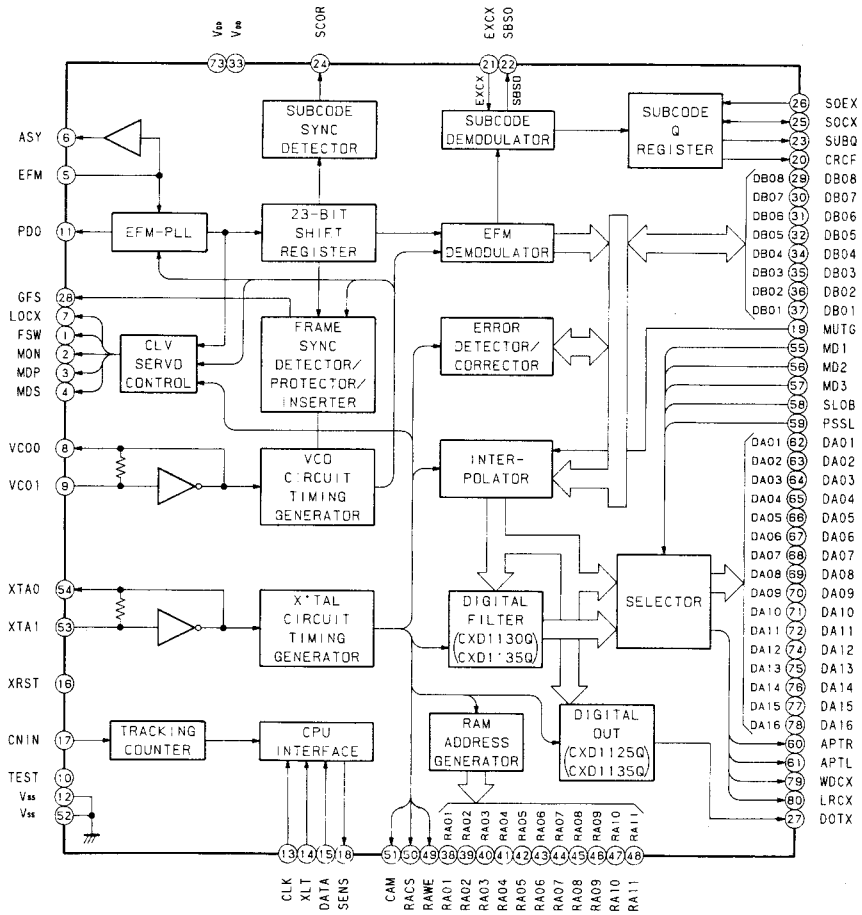 VDD
VDD
SCOR
EXCX
SBSO
73
33
24
21
22
EXCX
SBSO
ASY
6
EFM
5
PDO
11
GFS
28
LOCX
7
FSW
1
MON
2
MDP
3
MDS
4
VCO0
8
VCO1
9
XTA0
54
XTA1
53
XRST
16
CNIN
17
TEST
10
Vss
12
Vss
52
SUBCODE
SYNC
DETECTOR
SUBCODE
DEMODULATOR
SUBCODE
Q
REGISTER
EFM-PLL
23-BIT
SHIFT
REGISTER
EFM
DEMODULATOR
CLV
SERVO
CONTROL
FRAME
SYNC
DETECTOR/
PROTECTOR/
INSERTER
ERROR
DETECTOR/
CORRECTOR
VCO
CIRCUIT
TIMING
GENERATOR
INTER-
POLATOR
X'TAL
CIRCUIT
TIMING
GENERATOR
DIGITAL
FILTER
(CXD1130Q)
(CXD1135Q)
SELECTOR
TRACKING
COUNTER
CPU
INTERFACE
RAM
ADDRESS
GENERATOR
DIGITAL
OUT
(CXD1125Q)
(CXD1135Q)
26 SOEX
25 SOCX
23 SUBQ
20 CRCF
DB08 29 DB08
DB07 30 DB07
DB06 31 DB06
DB05 32 DB05
DB04 34 DB04
DB03 35 DB03
DB02 36 DB02
DB01 37 DB01
19 MUTG
55 MD1
56 MD2
57 MD3
58 SLOB
59 PSSL
DA01 62 DA01
DA02 63 DA02
DA03 64 DA03
DA04 65 DA04
DA05 66 DA05
DA06 67 DA06
DA07 68 DA07
DA08 69 DA08
DA09 70 DA09
DA10 71 DA10
DA11 72 DA11
DA12 74 DA12
DA13 75 DA13
DA14 76 DA14
DA15 77 DA15
DA16 78 DA16
60 APTR
61 APTL
79 WDCX
80 LRCX
27 DOTX
RA01
RA02
RA03
RA04
RA05
RA06
RA07
RA08
RA09
RA10
RA11
13
14
15
18
51
50
49
38
39
40
41
42
43
44
45
46
47
48
CLK
XLT
DATA
SENS
CAM
RACS
RAWE
RA01
RA02
RA03
RA04
RA05
RA06
RA07
RA08
RA09
RA10
RA11